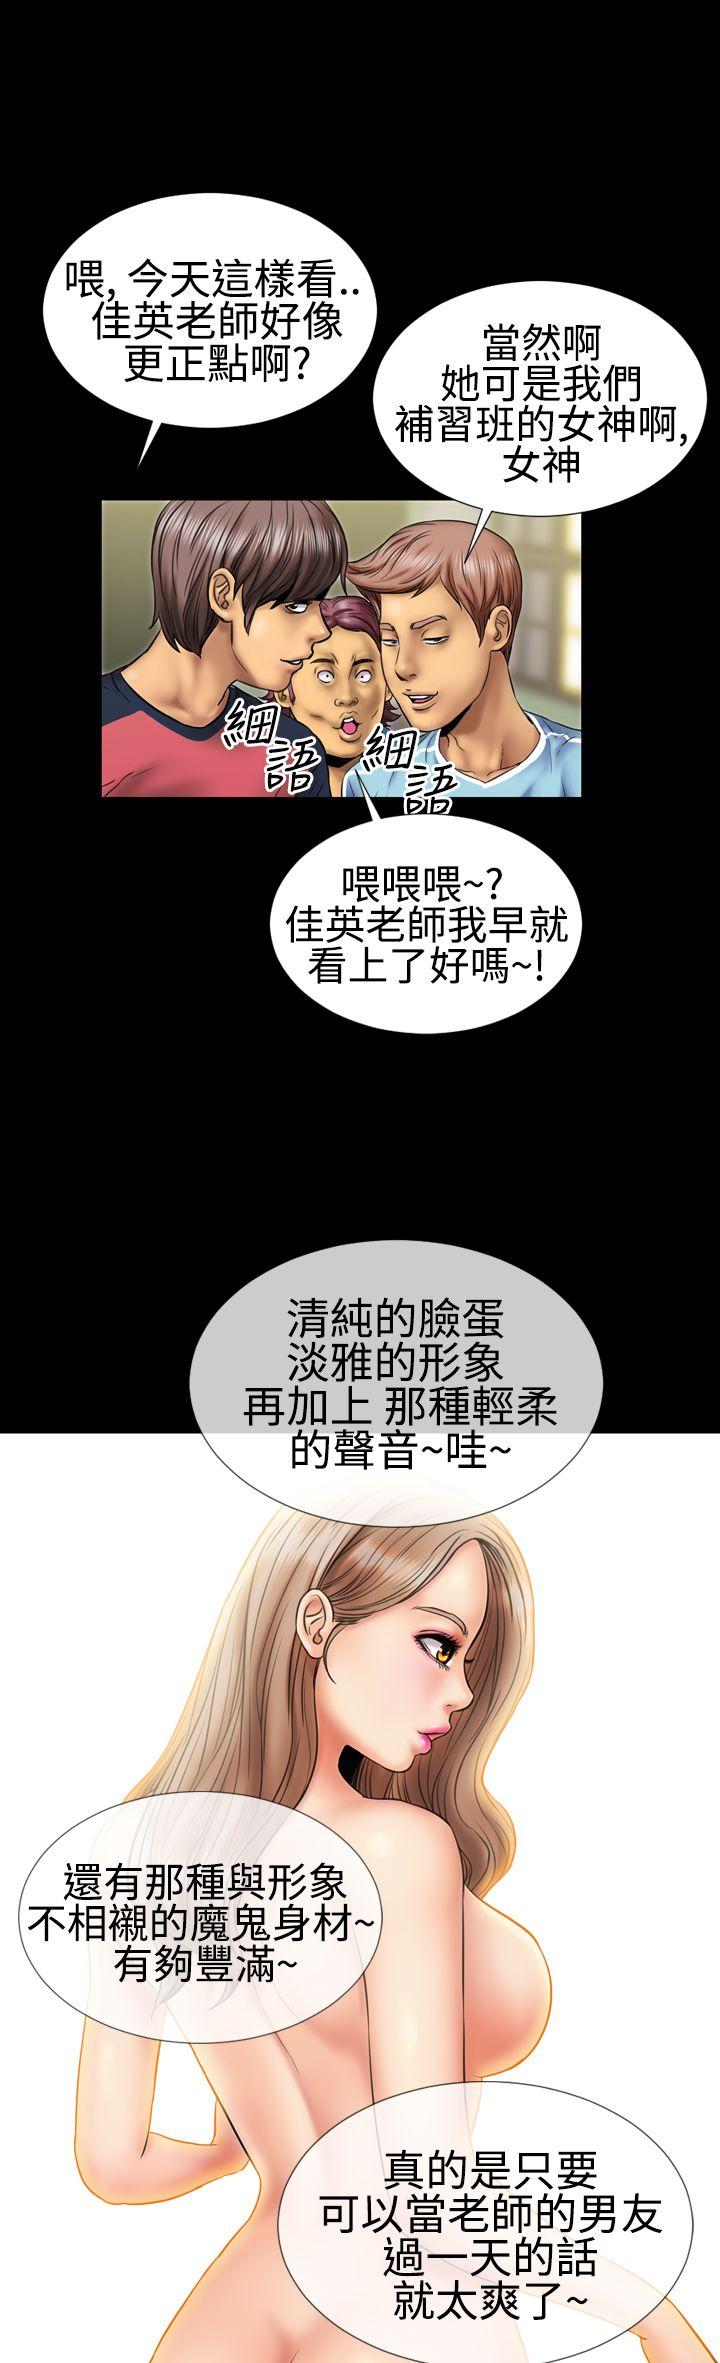 喂, 今天這樣看..
佳英老師好像
更正點啊?
當然啊
她可是我們
補習班的女神啊,
女神
細語
細語
喂喂喂~?
佳英老師我早就
看上了好嗎~!
清純的臉蛋
淡雅的形象
再加上 那種輕柔
的聲音~哇~
還有那種與形象
不相襯的魔鬼身材~
有夠豐滿~
真的是只要
可以當老師的男友
過一天的話
就太爽了~